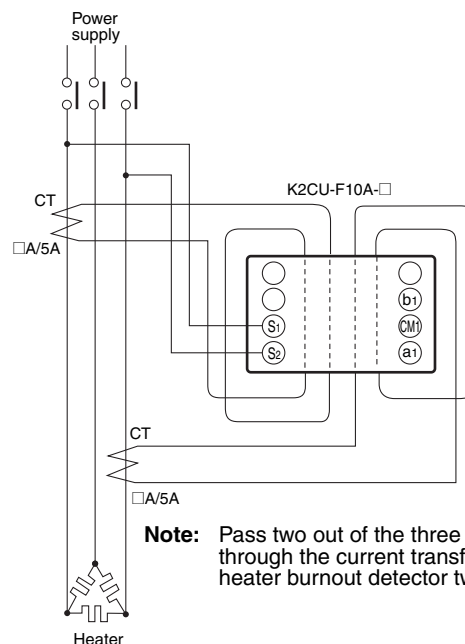 Power
supply
K2CU-F10A-□
CT
□A/5A
b1
S1
CM1
S2
a1
CT
□A/5A
Note: Pass two out of the three
through the current transf
heater burnout detector tw
Heater